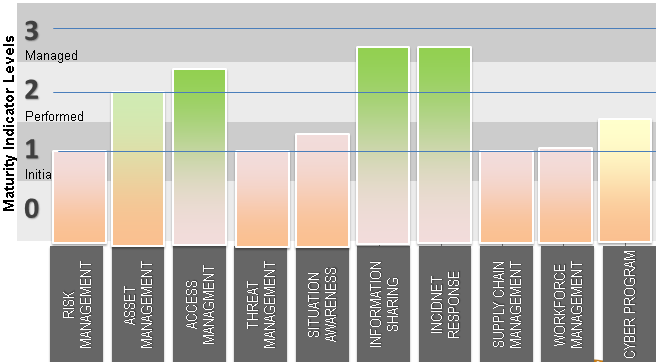 Maturity Indicator Levels
3
Managed
2
Performed
1
Initia
0
RISK
MANAGEMENT
ASSET
MANAGEMENT
ACCESS
MANAGMENT
THREAT
MANAGEMENT
SITUATION
AWARENESS
INFORMATION
SHARING
INCIDNET
RESPONSE
SUPPLY CHAIN
MANAGEMENT
WORKFORCE
MANAGEMENT
CYBER PROGRAM